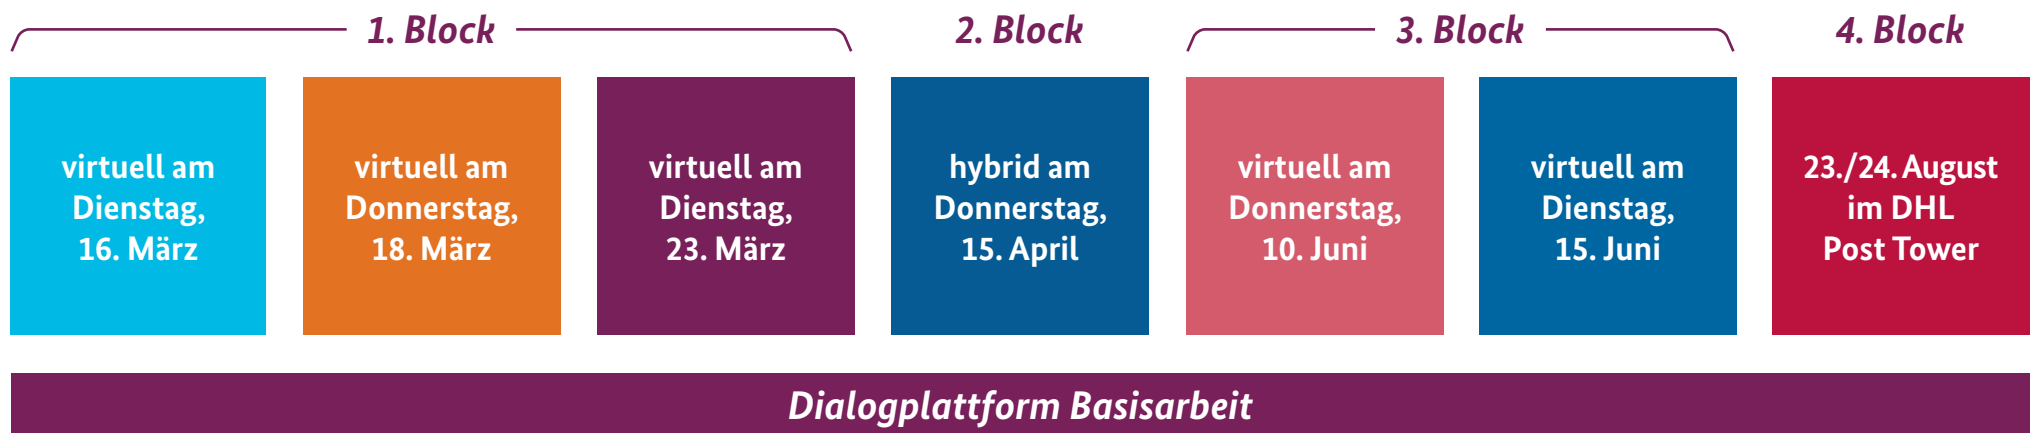 1. Block
2. Block
3. Block
4. Block
virtuell am
Dienstag,
16. März
virtuell am
Donnerstag,
18. März
virtuell am
Dienstag,
23. März
hybrid am
Donnerstag,
15. April
virtuell am
Donnerstag,
10. Juni
virtuell am
Dienstag,
15. Juni
23./24. August
im DHL
Post Tower
Dialogplattform Basisarbeit